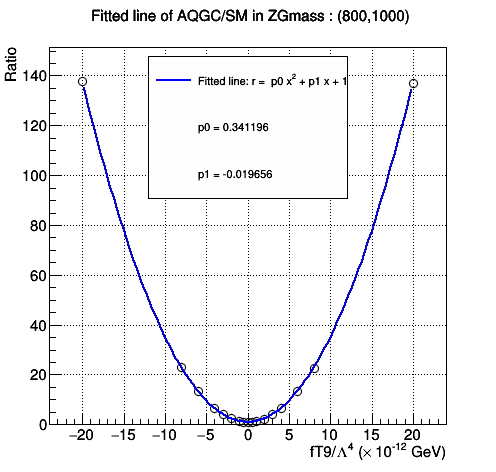 Fitted line of AQGC/SM in ZGmass : (800,1000)
Ratio
Fitted line: r = p0 x² + p1 x + 1
p0 = 0.341196
p1 = -0.019656
140
120
100
80
60
40
20
0
−20 −15 −10 −5 0 5 10 15 20
fT9/Λ⁴ (× 10⁻¹² GeV)